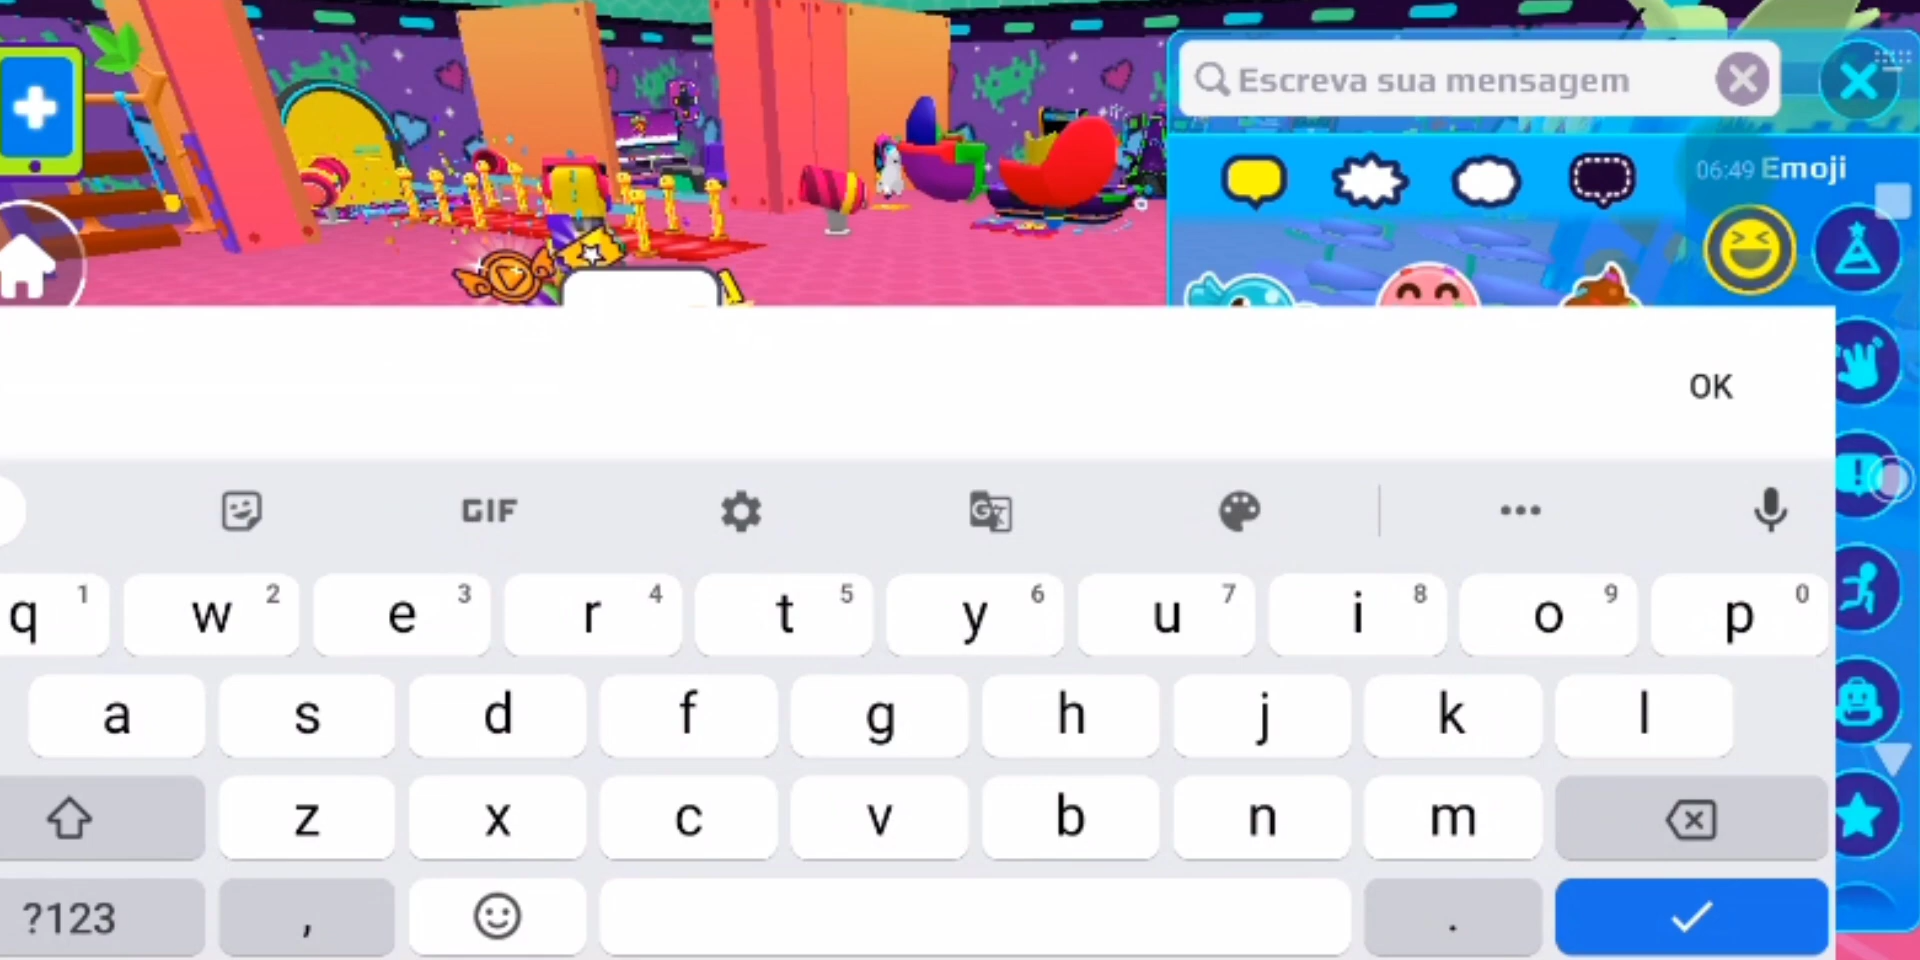 Escreva sua mensagem
06:49 Emoji
OK
GIF
G
q 1 w 2 e 3 r 4 t 5 y 6 u 7 i 8 o 9 p 0
a s d f g h j k l
z x c v b n m
?123 , .